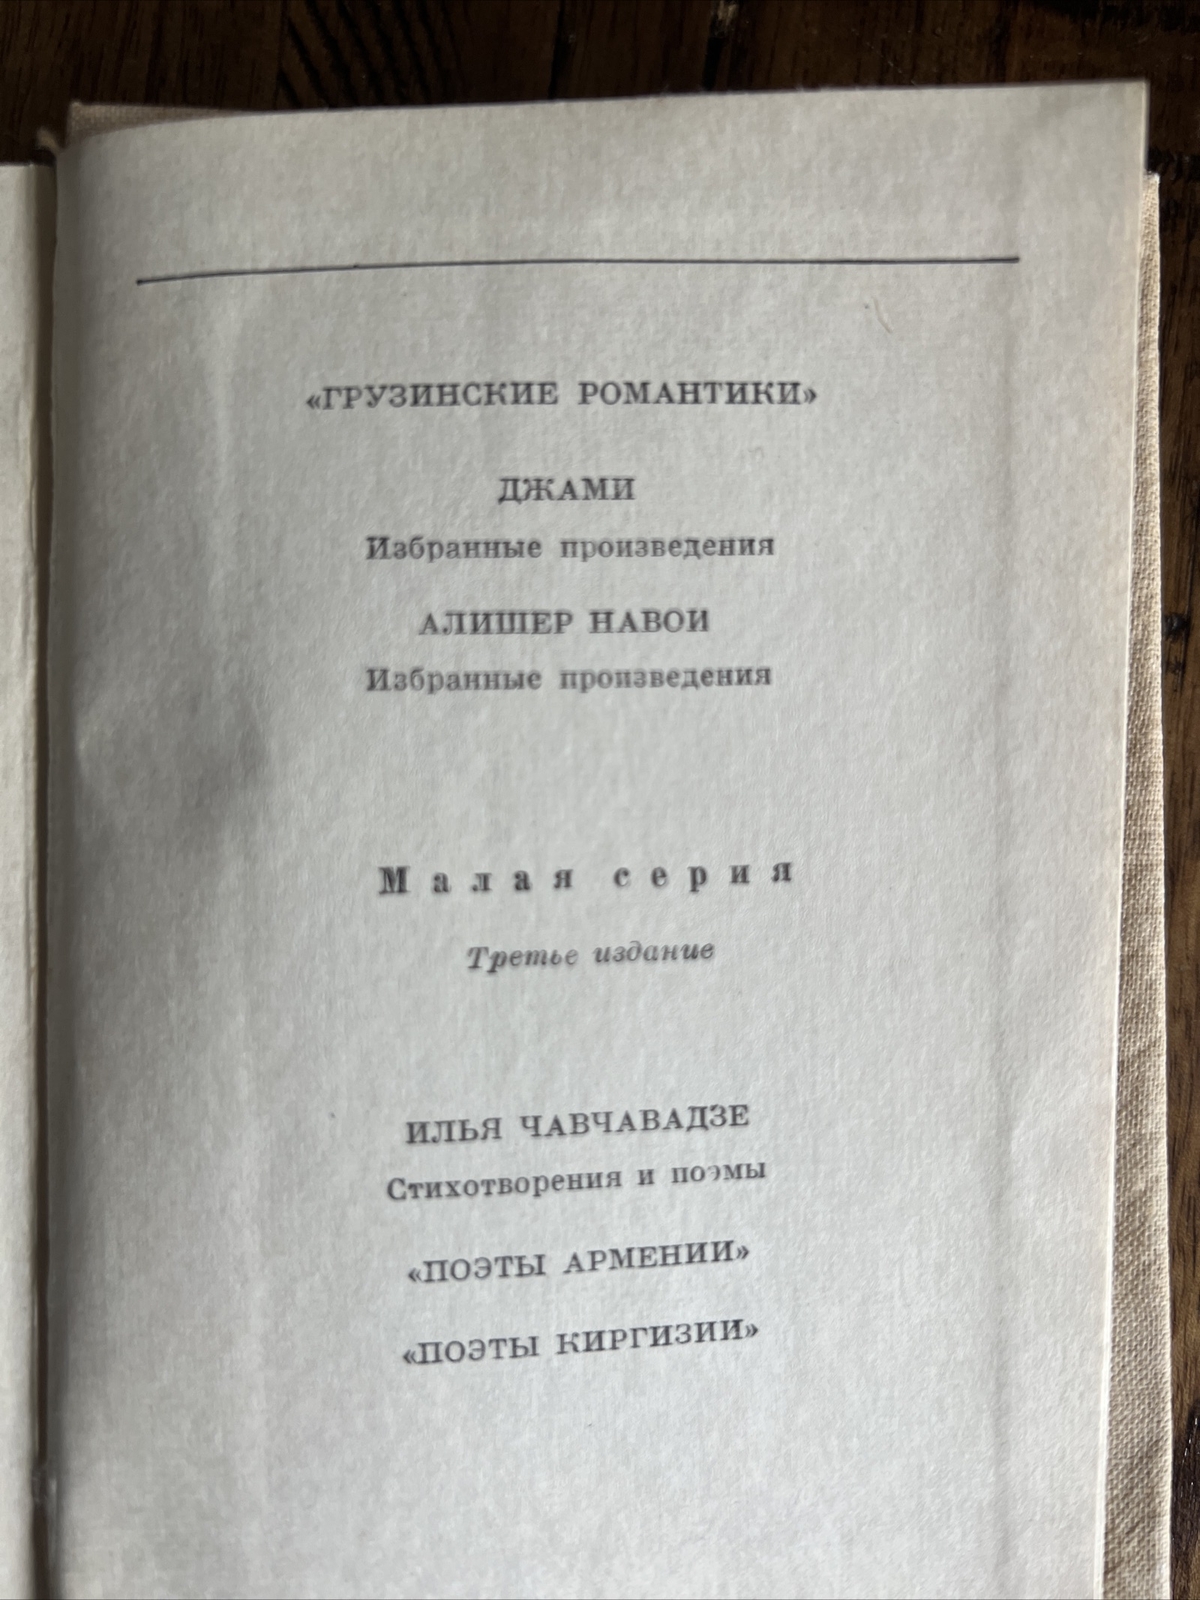 «ГРУЗИНСКИЕ РОМАНТИКИ»
ДЖАМИ
Избранные произведения
АЛИШЕР НАВОИ
Избранные произведения
Малая серия
Третье издание
ИЛЬЯ ЧАВЧАВАДЗЕ
Стихотворения и поэмы
«ПОЭТЫ АРМЕНИИ»
«ПОЭТЫ КИРГИЗИИ»